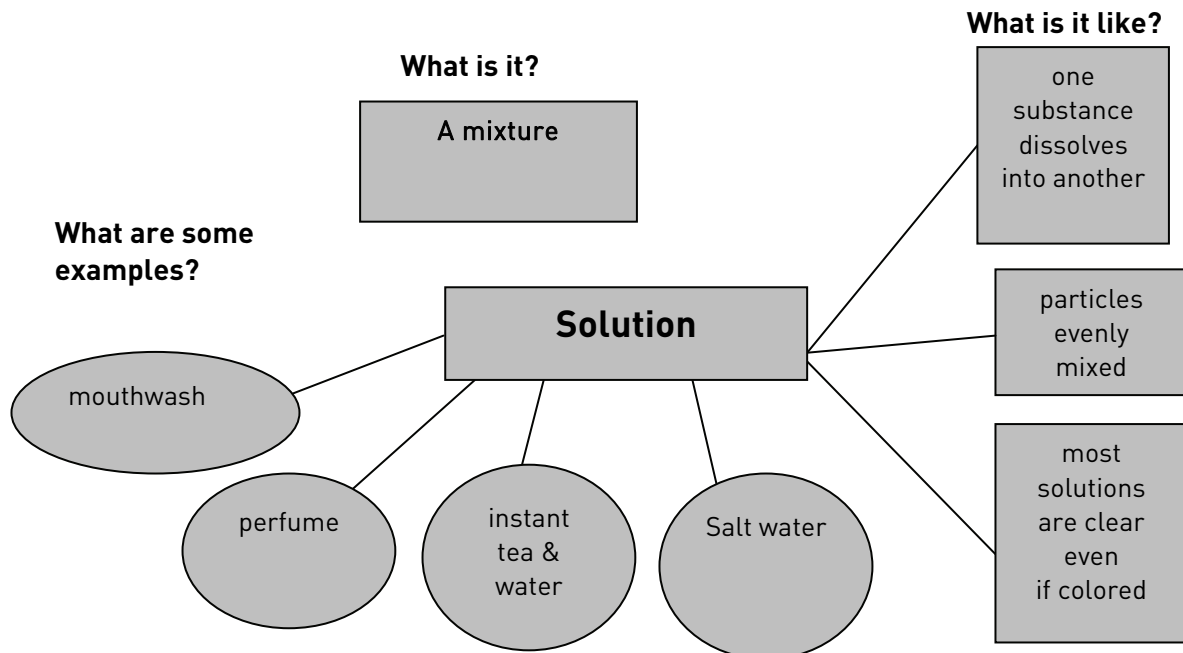 What is it like?
one
substance
dissolves
into another
What is it?
A mixture
What are some
examples?
Solution
particles
evenly
mixed
mouthwash
perfume
instant
tea &
water
Salt water
most
solutions
are clear
even
if colored